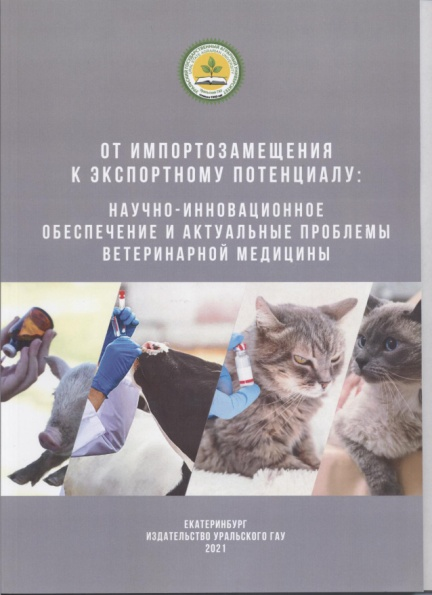 ОТ ИМПОРТОЗАМЕЩЕНИЯ
К ЭКСПОРТНОМУ ПОТЕНЦИАЛУ:
НАУЧНО-ИННОВАЦИОННОЕ
ОБЕСПЕЧЕНИЕ И АКТУАЛЬНЫЕ ПРОБЛЕМЫ
ВЕТЕРИНАРНОЙ МЕДИЦИНЫ
ЕКАТЕРИНБУРГ
ИЗДАТЕЛЬСТВО УРАЛЬСКОГО ГАУ
2021